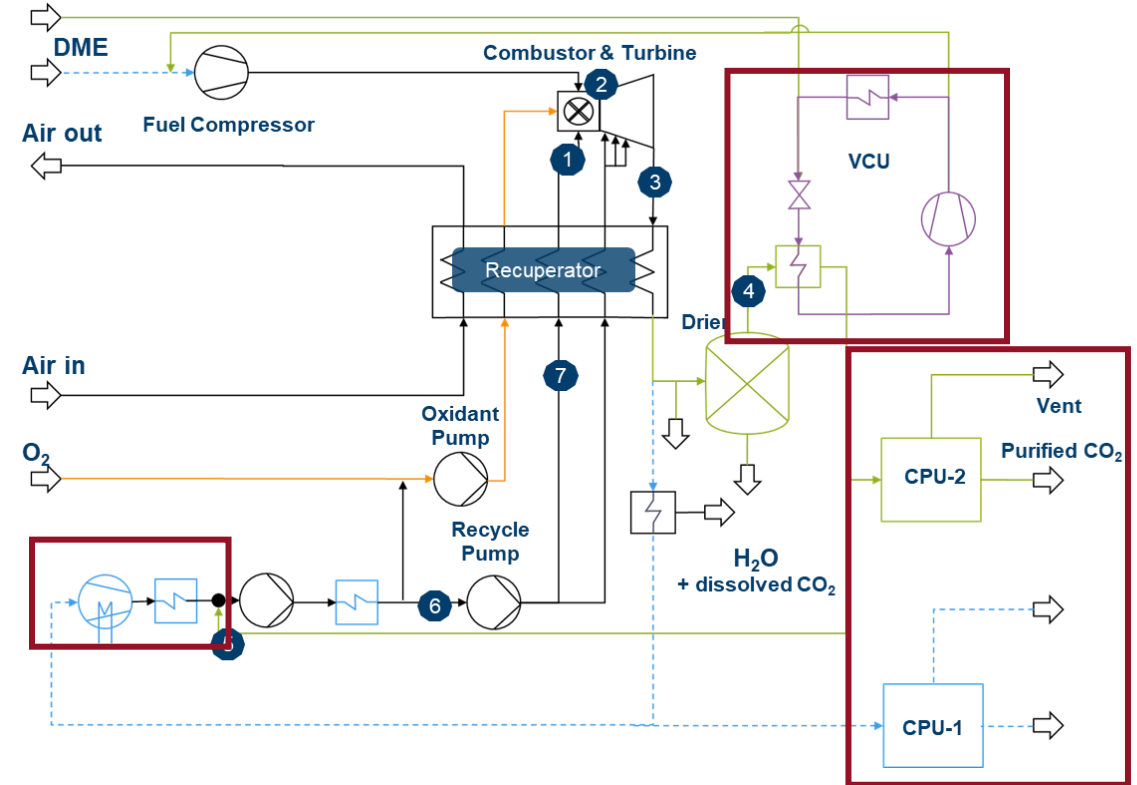 DME
Combustor & Turbine
2
Fuel Compressor
Air out
1
3
VCU
Recuperator
4
Drier
Air in
7
Oxidant
Pump
Vent
O₂
Purified CO₂
CPU-2
Recycle
Pump
H₂O
+ dissolved CO₂
M
6
5
CPU-1